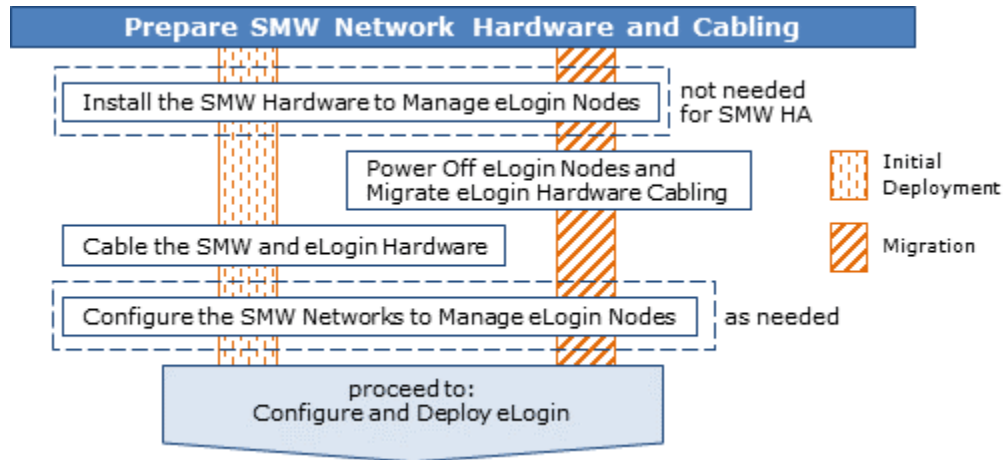 Prepare SMW Network Hardware and Cabling
Install the SMW Hardware to Manage eLogin Nodes
not needed
for SMW HA
Power Off eLogin Nodes and
Migrate eLogin Hardware Cabling
Initial
Deployment
Cable the SMW and eLogin Hardware
Migration
Configure the SMW Networks to Manage eLogin Nodes
as needed
proceed to:
Configure and Deploy eLogin